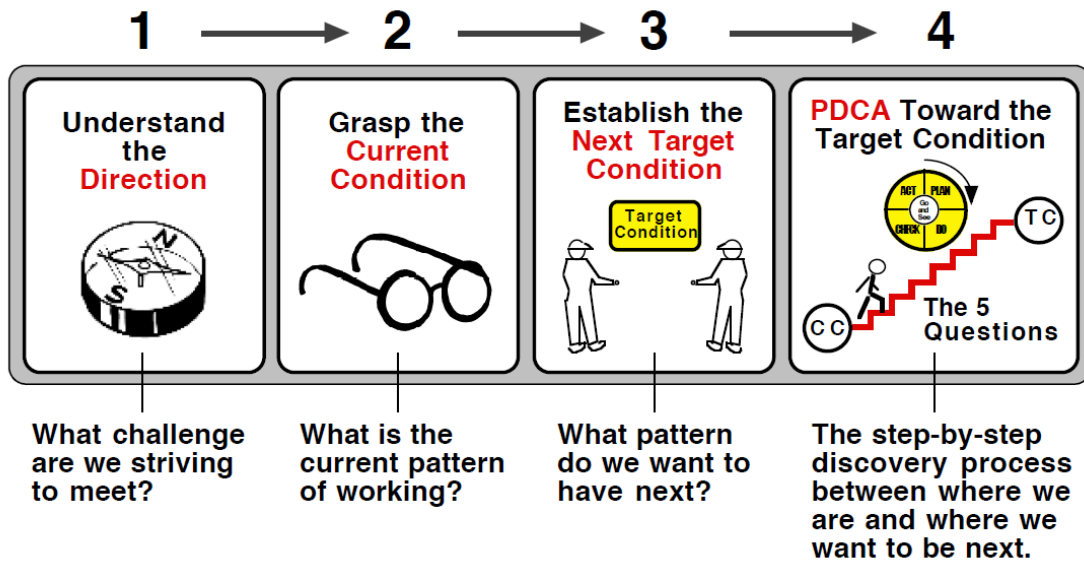 1
2
3
4
Understand
the
Direction
N
S
Grasp the
Current
Condition
Establish the
Next Target
Condition
Target
Condition
PDCA Toward the
Target Condition
ACT PLAN
Go
and
See
CHECK DO
TC
CC
The 5
Questions
What challenge
are we striving
to meet?
What is the
current pattern
of working?
What pattern
do we want to
have next?
The step-by-step
discovery process
between where we
are and where we
want to be next.